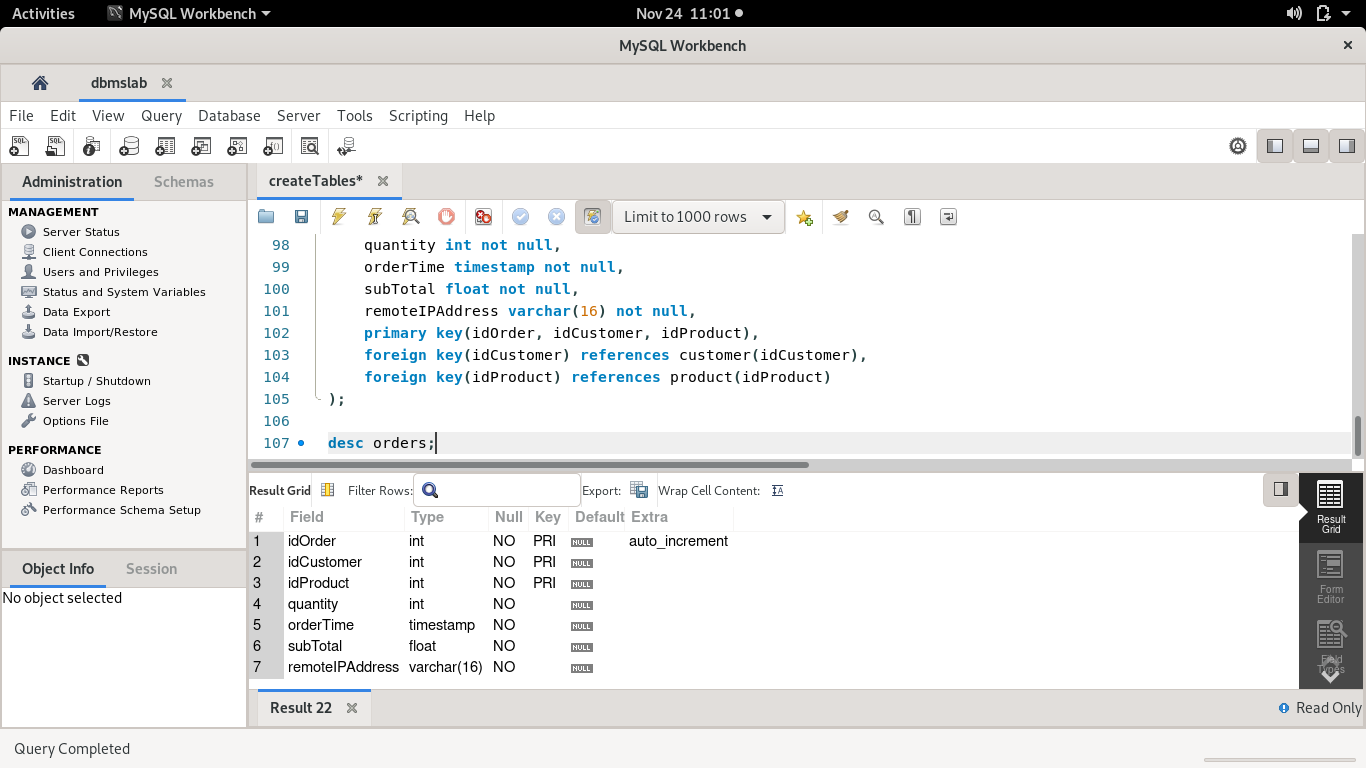 Activities MySQL Workbench Nov 24 11:01
MySQL Workbench
dbmslab
File Edit View Query Database Server Tools Scripting Help
Administration Schemas
createTables*
MANAGEMENT
Server Status
Client Connections
Users and Privileges
Status and System Variables
Data Export
Data Import/Restore
INSTANCE
Startup / Shutdown
Server Logs
Options File
PERFORMANCE
Dashboard
Performance Reports
Performance Schema Setup
Object Info Session
No object selected
Limit to 1000 rows
98 quantity int not null,
99 orderTime timestamp not null,
100 subTotal float not null,
101 remoteIPAddress varchar(16) not null,
102 primary key(idOrder, idCustomer, idProduct),
103 foreign key(idCustomer) references customer(idCustomer),
104 foreign key(idProduct) references product(idProduct)
105 );
106
107 desc orders;
Result Grid Filter Rows: Export: Wrap Cell Content:
# Field Type Null Key Default Extra
1 idOrder int NO PRI NULL auto_increment
2 idCustomer int NO PRI NULL
3 idProduct int NO PRI NULL
4 quantity int NO NULL
5 orderTime timestamp NO NULL
6 subTotal float NO NULL
7 remoteIPAddress varchar(16) NO NULL
Result
Grid
Form
Editor
Field
Types
Result 22
Read Only
Query Completed